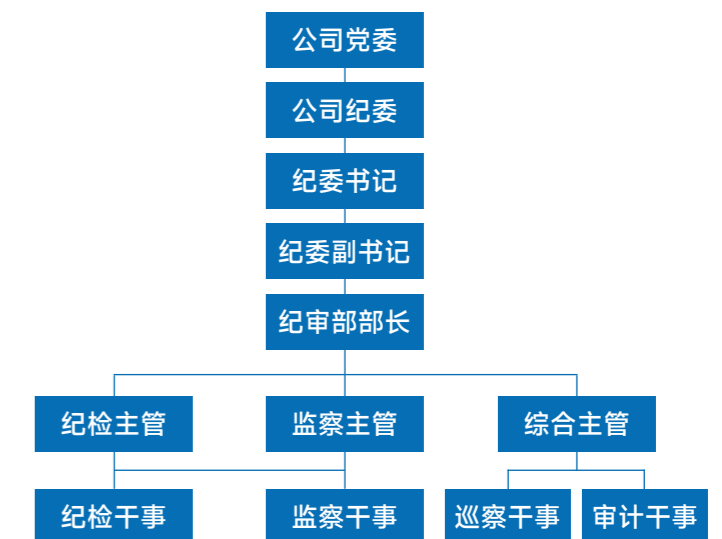 公司党委
公司纪委
纪委书记
纪委副书记
纪审部部长
纪检主管
监察主管
综合主管
纪检干事
监察干事
巡察干事
审计干事